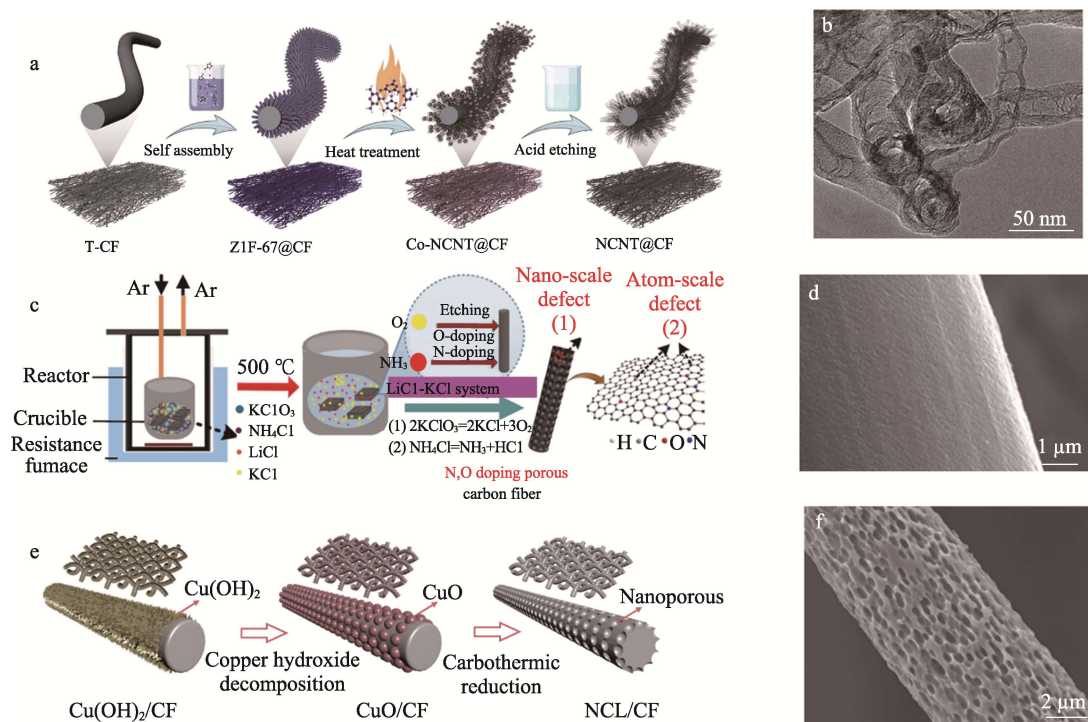 a
Self assembly
Heat treatment
Acid etching
T-CF
Z1F-67@CF
Co-NCNT@CF
NCNT@CF
b
50 nm
c
Ar
Ar
Reactor
Crucible
Resistance
fumace
500 ℃
KC1O₃
NH₄C1
LiCl
KC1
O₂
NH₃
Etching
O-doping
N-doping
LiC1-KCl system
(1) 2KClO₃=2KCl+3O₂
(2) NH₄Cl=NH₃+HC1
Nano-scale
defect
(1)
Atom-scale
defect
(2)
H C O N
N,O doping porous
carbon fiber
d
1 μm
e
Cu(OH)₂
CuO
Nanoporous
Copper hydroxide
decomposition
Carbothermic
reduction
Cu(OH)₂/CF
CuO/CF
NCL/CF
f
2 μm